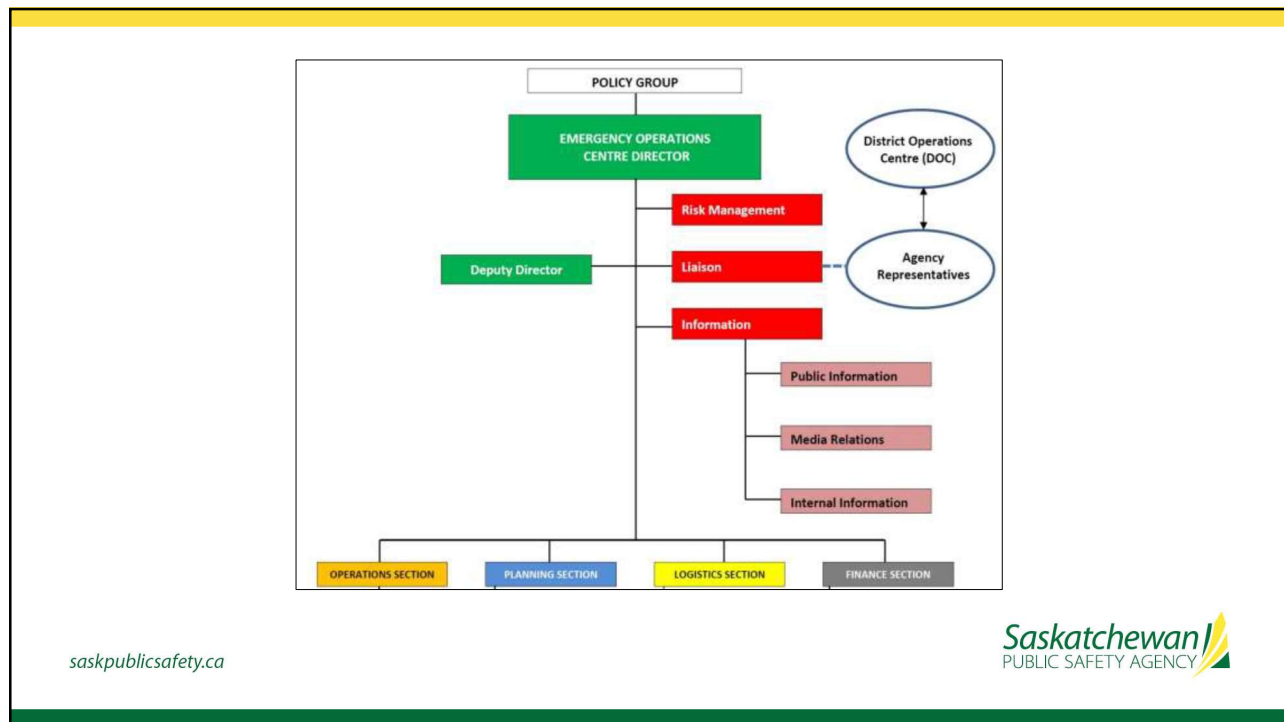 POLICY GROUP
EMERGENCY OPERATIONS
CENTRE DIRECTOR
District Operations
Centre (DOC)
Risk Management
Deputy Director
Liaison
Agency
Representatives
Information
Public Information
Media Relations
Internal Information
OPERATIONS SECTION
PLANNING SECTION
LOGISTICS SECTION
FINANCE SECTION
saskpublicsafety.ca
Saskatchewan
PUBLIC SAFETY AGENCY